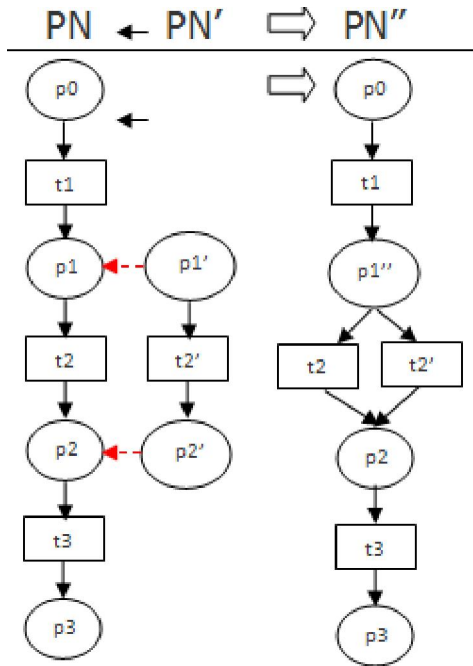 PN PN′ PN″
p0 p0
t1 t1
p1 p1' p1''
t2 t2' t2 t2'
p2 p2' p2
t3 t3
p3 p3